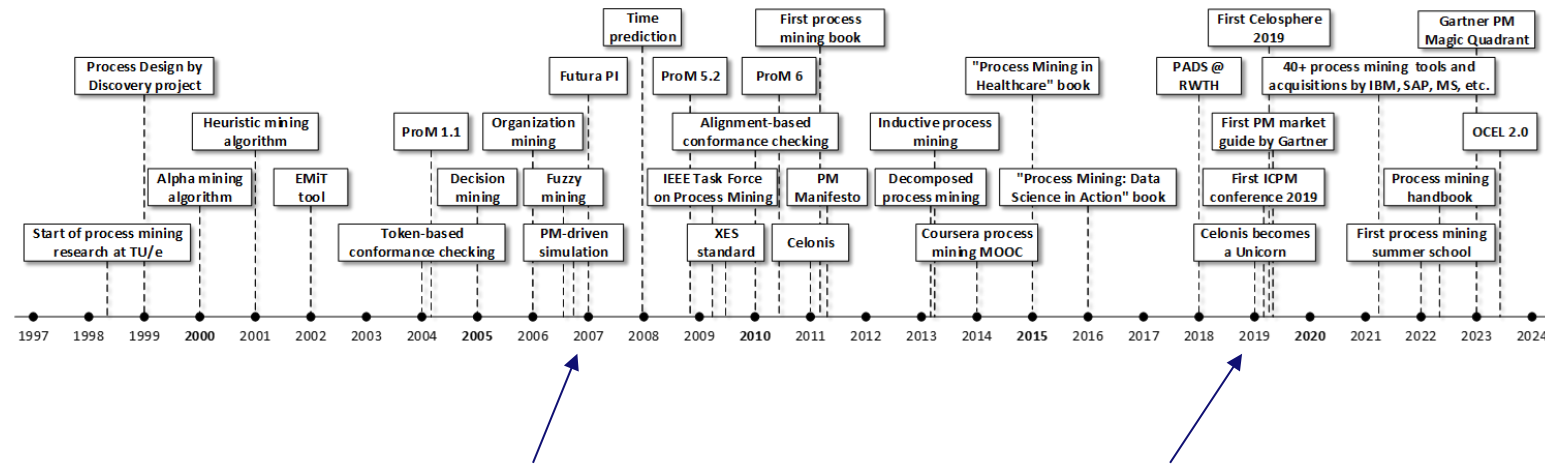 Time
prediction
First process
mining book
First Celosphere
2019
Gartner PM
Magic Quadrant
Process Design by
Discovery project
Futura PI
ProM 5.2
ProM 6
"Process Mining in
Healthcare" book
PADS @
RWTH
40+ process mining tools and
acquisitions by IBM, SAP, MS, etc.
Heuristic mining
algorithm
ProM 1.1
Organization
mining
Alignment-based
conformance checking
Inductive process
mining
First PM market
guide by Gartner
OCEL 2.0
Alpha mining
algorithm
EMiT
tool
Decision
mining
Fuzzy
mining
IEEE Task Force
on Process Mining
PM
Manifesto
Decomposed
process mining
"Process Mining: Data
Science in Action" book
First ICPM
conference 2019
Process mining
handbook
Start of process mining
research at TU/e
Token-based
conformance checking
PM-driven
simulation
XES
standard
Celonis
Coursera process
mining MOOC
Celonis becomes
a Unicorn
First process mining
summer school
1997 1998 1999 2000 2001 2002 2003 2004 2005 2006 2007 2008 2009 2010 2011 2012 2013 2014 2015 2016 2017 2018 2019 2020 2021 2022 2023 2024